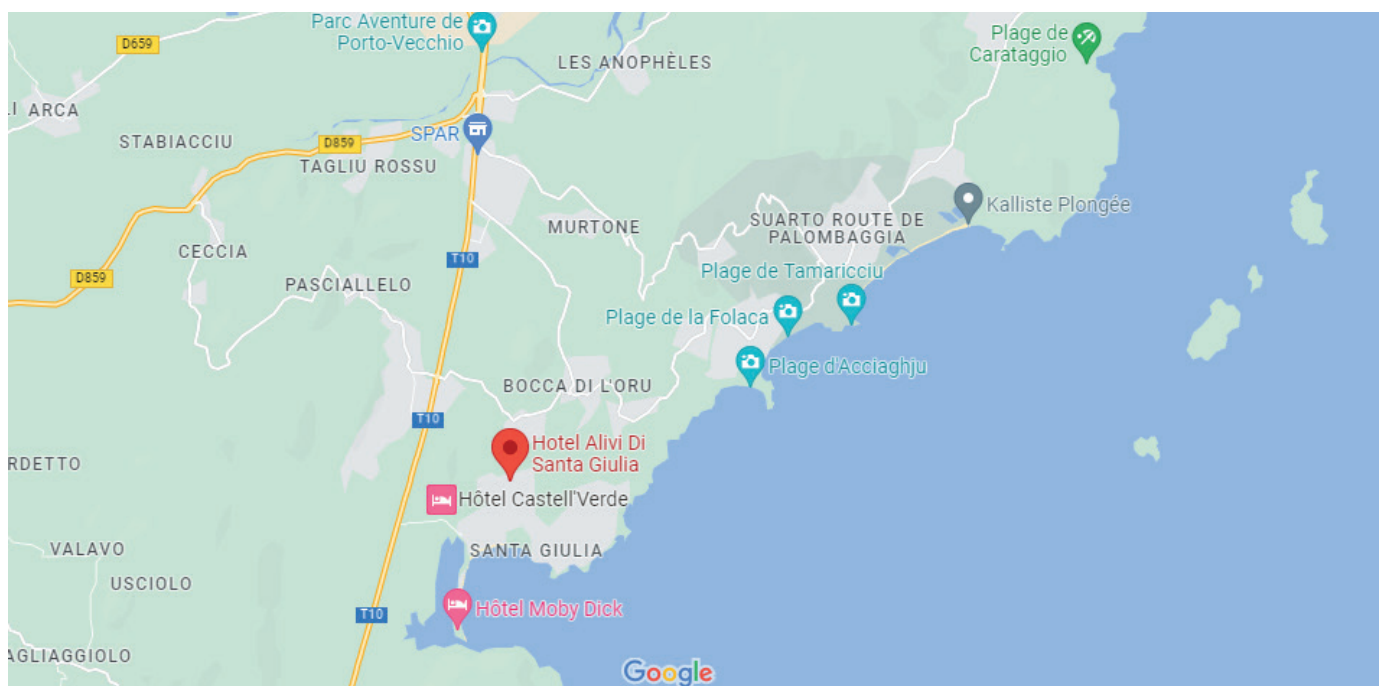 Parc Aventure de
Porto-Vecchio
Plage de
Carataggio
D659
LES ANOPHÈLES
LI ARCA
STABIACCIU
D859
SPAR
TAGLIU ROSSU
Kalliste Plongée
SUARTO ROUTE DE
PALOMBAGGIA
MURTONE
CECCIA
T10
D859
PASCIALLELO
Plage de Tamaricciu
Plage de la Folaca
Plage d'Acciaghju
BOCCA DI L'ORU
T10
Hotel Alivi Di
Santa Giulia
RDETTO
Hôtel Castell'Verde
VALAVO
SANTA GIULIA
USCIOLO
T10
Hôtel Moby Dick
AGLIAGGIOLO
Google